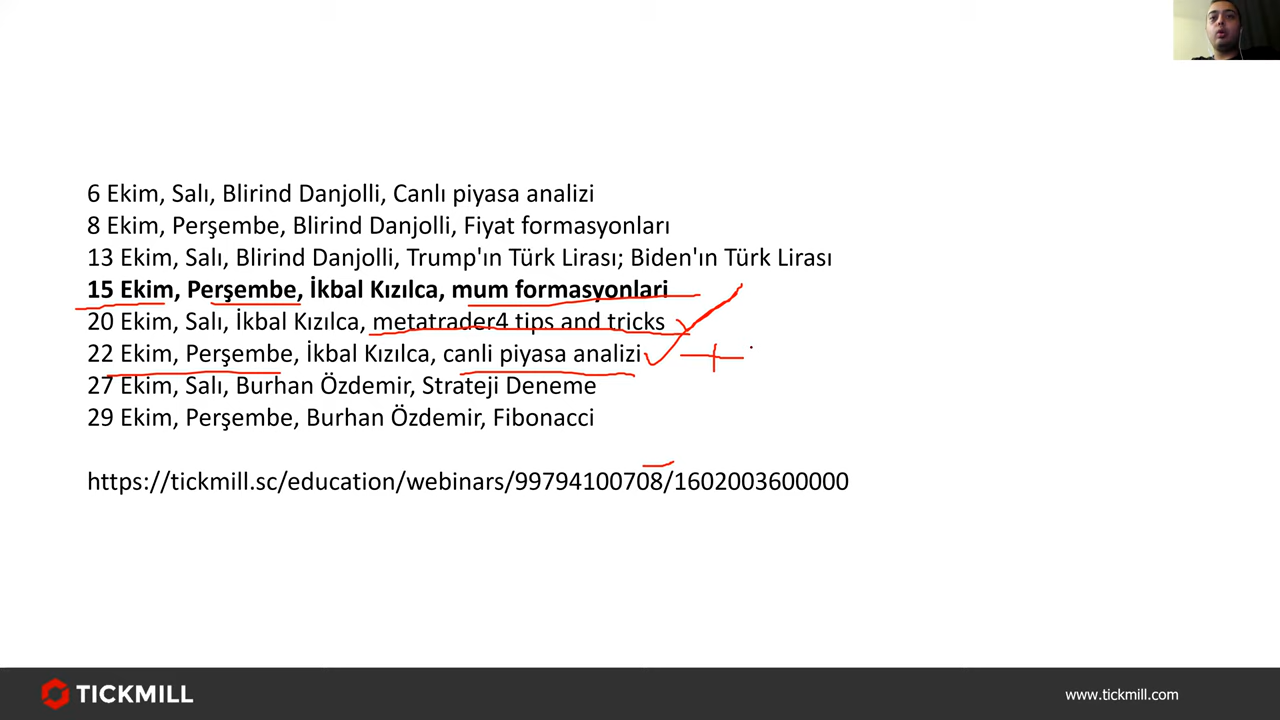 6 Ekim, Salı, Blirind Danjolli, Canlı piyasa analizi
8 Ekim, Perşembe, Blirind Danjolli, Fiyat formasyonları
13 Ekim, Salı, Blirind Danjolli, Trump'ın Türk Lirası; Biden'ın Türk Lirası
15 Ekim, Perşembe, İkbal Kızılca, mum formasyonlari
20 Ekim, Salı, İkbal Kızılca, metatrader4 tips and tricks
22 Ekim, Perşembe, İkbal Kızılca, canli piyasa analizi
27 Ekim, Salı, Burhan Özdemir, Strateji Deneme
29 Ekim, Perşembe, Burhan Özdemir, Fibonacci
https://tickmill.sc/education/webinars/99794100708/1602003600000
TICKMILL
www.tickmill.com